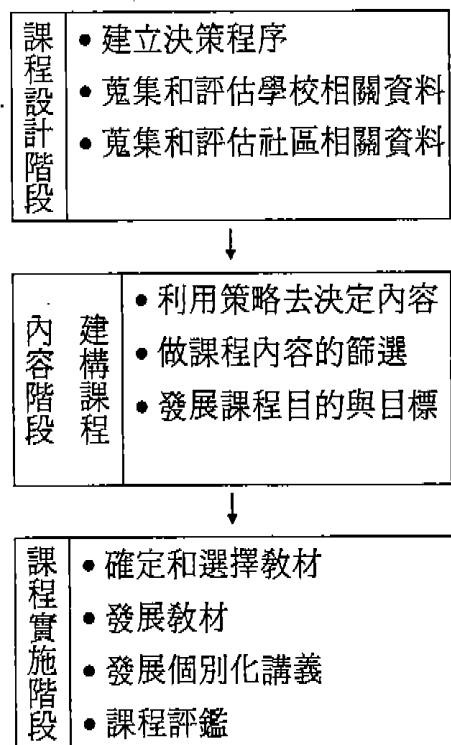 課程設計階段
• 建立決策程序
• 蒐集和評估學校相關資料
• 蒐集和評估社區相關資料
建構課程
內容階段
• 利用策略去決定內容
• 做課程內容的篩選
• 發展課程目的與目標
課程實施階段
• 確定和選擇教材
• 發展教材
• 發展個別化講義
• 課程評鑑